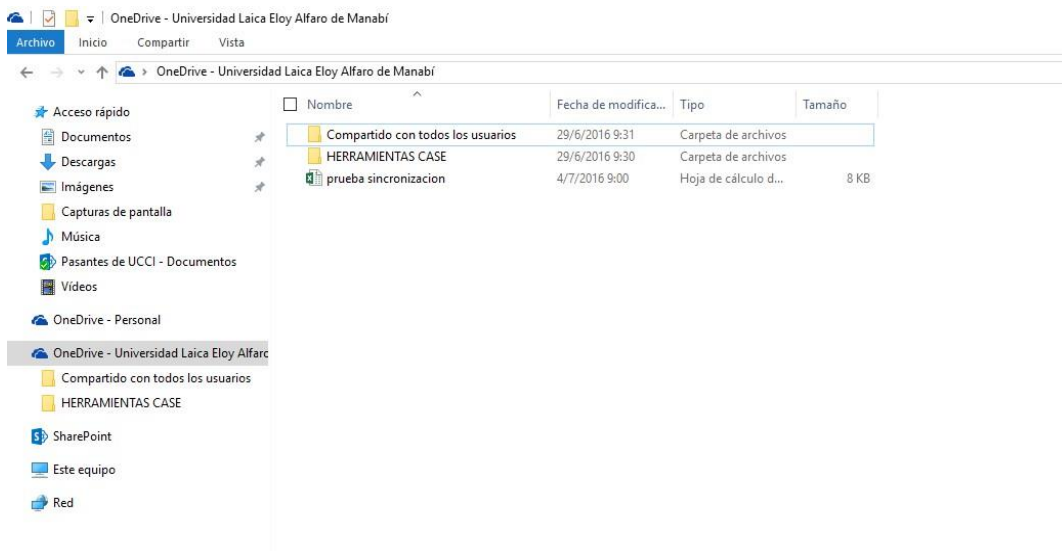 OneDrive - Universidad Laica Eloy Alfaro de Manabí
Archivo Inicio Compartir Vista
OneDrive - Universidad Laica Eloy Alfaro de Manabí
Acceso rápido
Documentos
Descargas
Imágenes
Capturas de pantalla
Música
Pasantes de UCCI - Documentos
Vídeos
OneDrive - Personal
OneDrive - Universidad Laica Eloy Alfarc
Compartido con todos los usuarios
HERRAMIENTAS CASE
SharePoint
Este equipo
Red
Nombre Fecha de modifica... Tipo Tamaño
Compartido con todos los usuarios 29/6/2016 9:31 Carpeta de archivos
HERRAMIENTAS CASE 29/6/2016 9:30 Carpeta de archivos
prueba sincronizacion 4/7/2016 9:00 Hoja de cálculo d... 8 KB